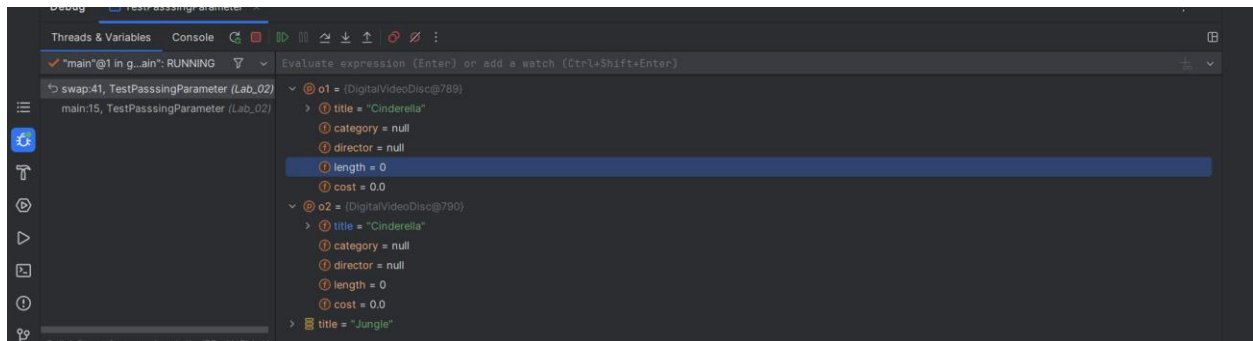 Debug TestPasssingParameter ×
Threads & Variables Console
"main"@1 in g...ain": RUNNING Evaluate expression (Enter) or add a watch (Ctrl+Shift+Enter)
swap:41, TestPasssingParameter (Lab_02)
main:15, TestPasssingParameter (Lab_02)
o1 = {DigitalVideoDisc@789}
title = "Cinderella"
category = null
director = null
length = 0
cost = 0.0
o2 = {DigitalVideoDisc@790}
title = "Cinderella"
category = null
director = null
length = 0
cost = 0.0
title = "Jungle"